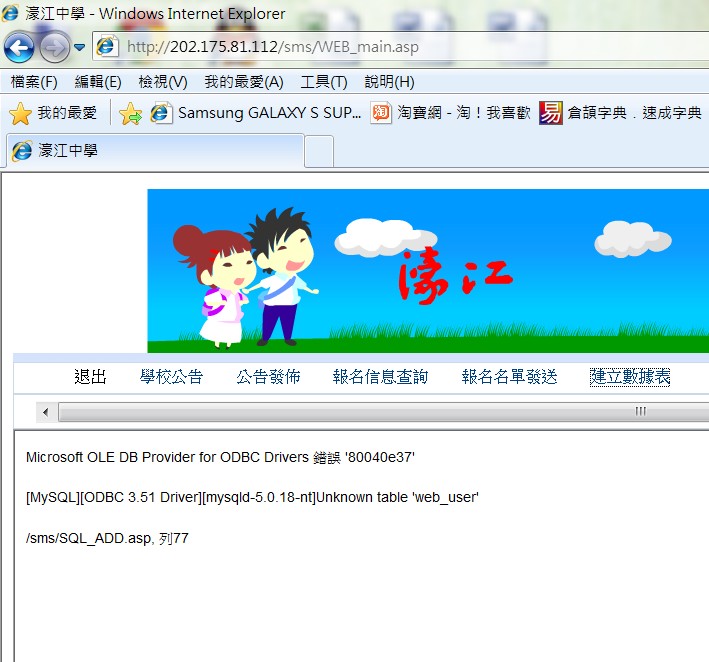 濠江中學 - Windows Internet Explorer
http://202.175.81.112/sms/WEB_main.asp
檔案(F) 編輯(E) 檢視(V) 我的最愛(A) 工具(T) 說明(H)
我的最愛 Samsung GALAXY S SUP... 淘 淘寶網 - 淘！我喜歡 易 倉頡字典．速成字典
濠江中學
濠江
退出 學校公告 公告發佈 報名信息查詢 報名名單發送 建立數據表
Microsoft OLE DB Provider for ODBC Drivers 錯誤 '80040e37'
[MySQL][ODBC 3.51 Driver][mysqld-5.0.18-nt]Unknown table 'web_user'
/sms/SQL_ADD.asp, 列77